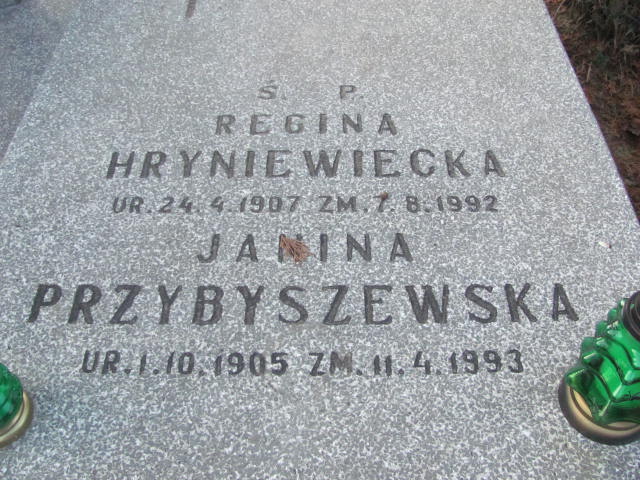 Ś. P.
REGINA
HRYNIEWIECKA
UR. 24. 4. 1907 ZM. 7. 8. 1992
JANINA
PRZYBYSZEWSKA
UR. 1. 10. 1905 ZM. 11. 4. 1993